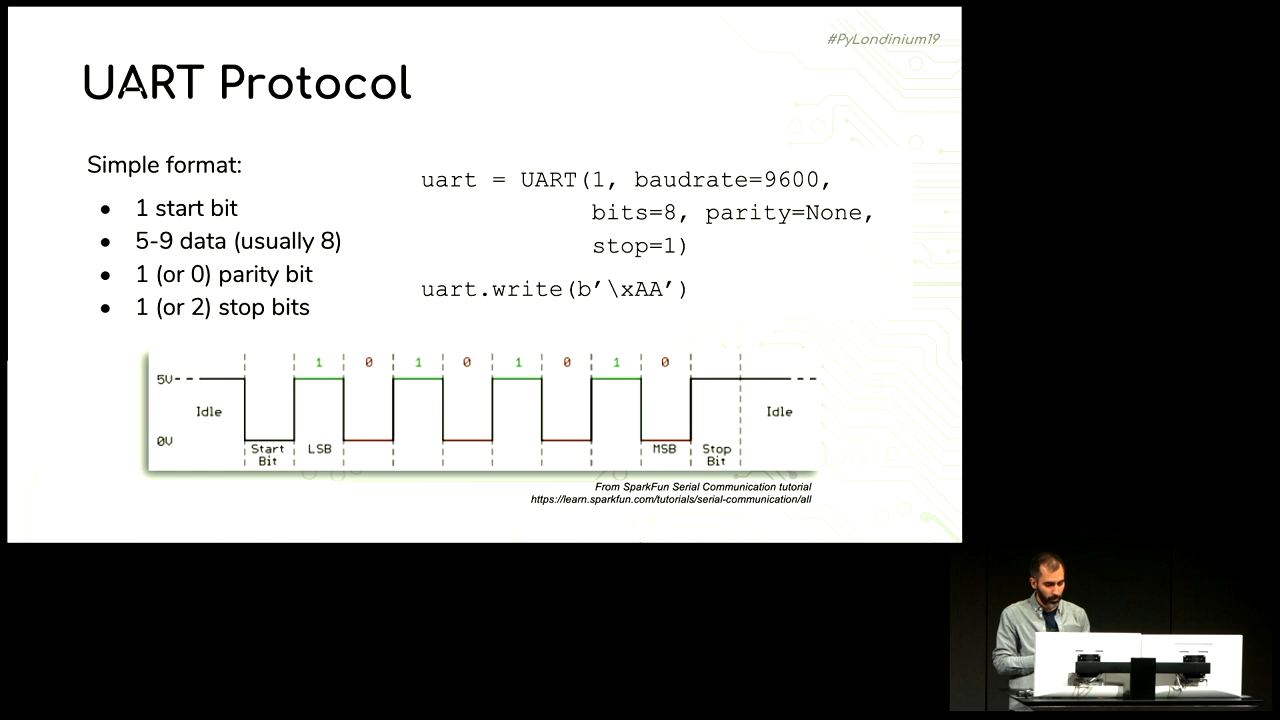 #PyLondinium19
UART Protocol
Simple format:
● 1 start bit
● 5-9 data (usually 8)
● 1 (or 0) parity bit
● 1 (or 2) stop bits
uart = UART(1, baudrate=9600,
bits=8, parity=None,
stop=1)
uart.write(b’\xAA’)
1 0 1 0 1 0 1 0
5V
Idle
Idle
0V
Start Bit
LSB
MSB
Stop Bit
From SparkFun Serial Communication tutorial
https://learn.sparkfun.com/tutorials/serial-communication/all